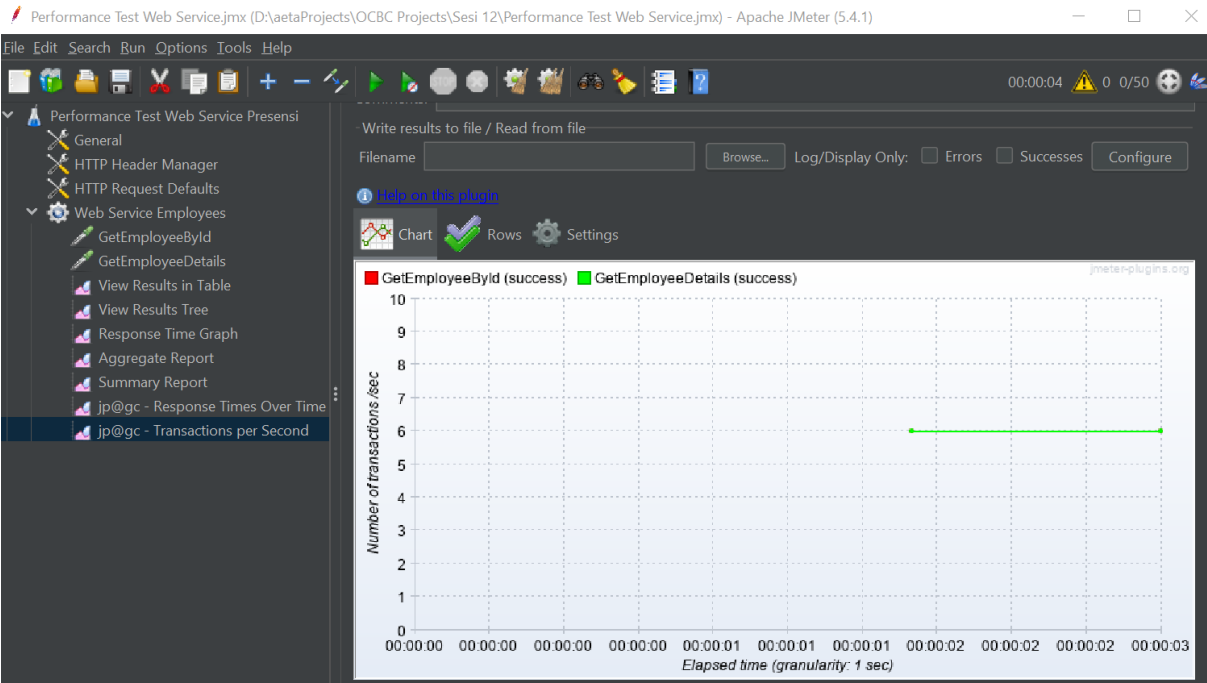 Performance Test Web Service.jmx (D:\aetaProjects\OCBC Projects\Sesi 12\Performance Test Web Service.jmx) - Apache JMeter (5.4.1)
File Edit Search Run Options Tools Help
STOP
00:00:04 0 0/50
Performance Test Web Service Presensi
General
HTTP Header Manager
HTTP Request Defaults
Web Service Employees
GetEmployeeById
GetEmployeeDetails
View Results in Table
View Results Tree
Response Time Graph
Aggregate Report
Summary Report
jp@gc - Response Times Over Time
jp@gc - Transactions per Second
Write results to file / Read from file
Filename Browse... Log/Display Only: Errors Successes Configure
Help on this plugin
Chart Rows Settings
jmeter-plugins.org
GetEmployeeById (success) GetEmployeeDetails (success)
Number of transactions /sec
10
9
8
7
6
5
4
3
2
1
0
00:00:00 00:00:00 00:00:00 00:00:00 00:00:01 00:00:01 00:00:01 00:00:02 00:00:02 00:00:02 00:00:03
Elapsed time (granularity: 1 sec)